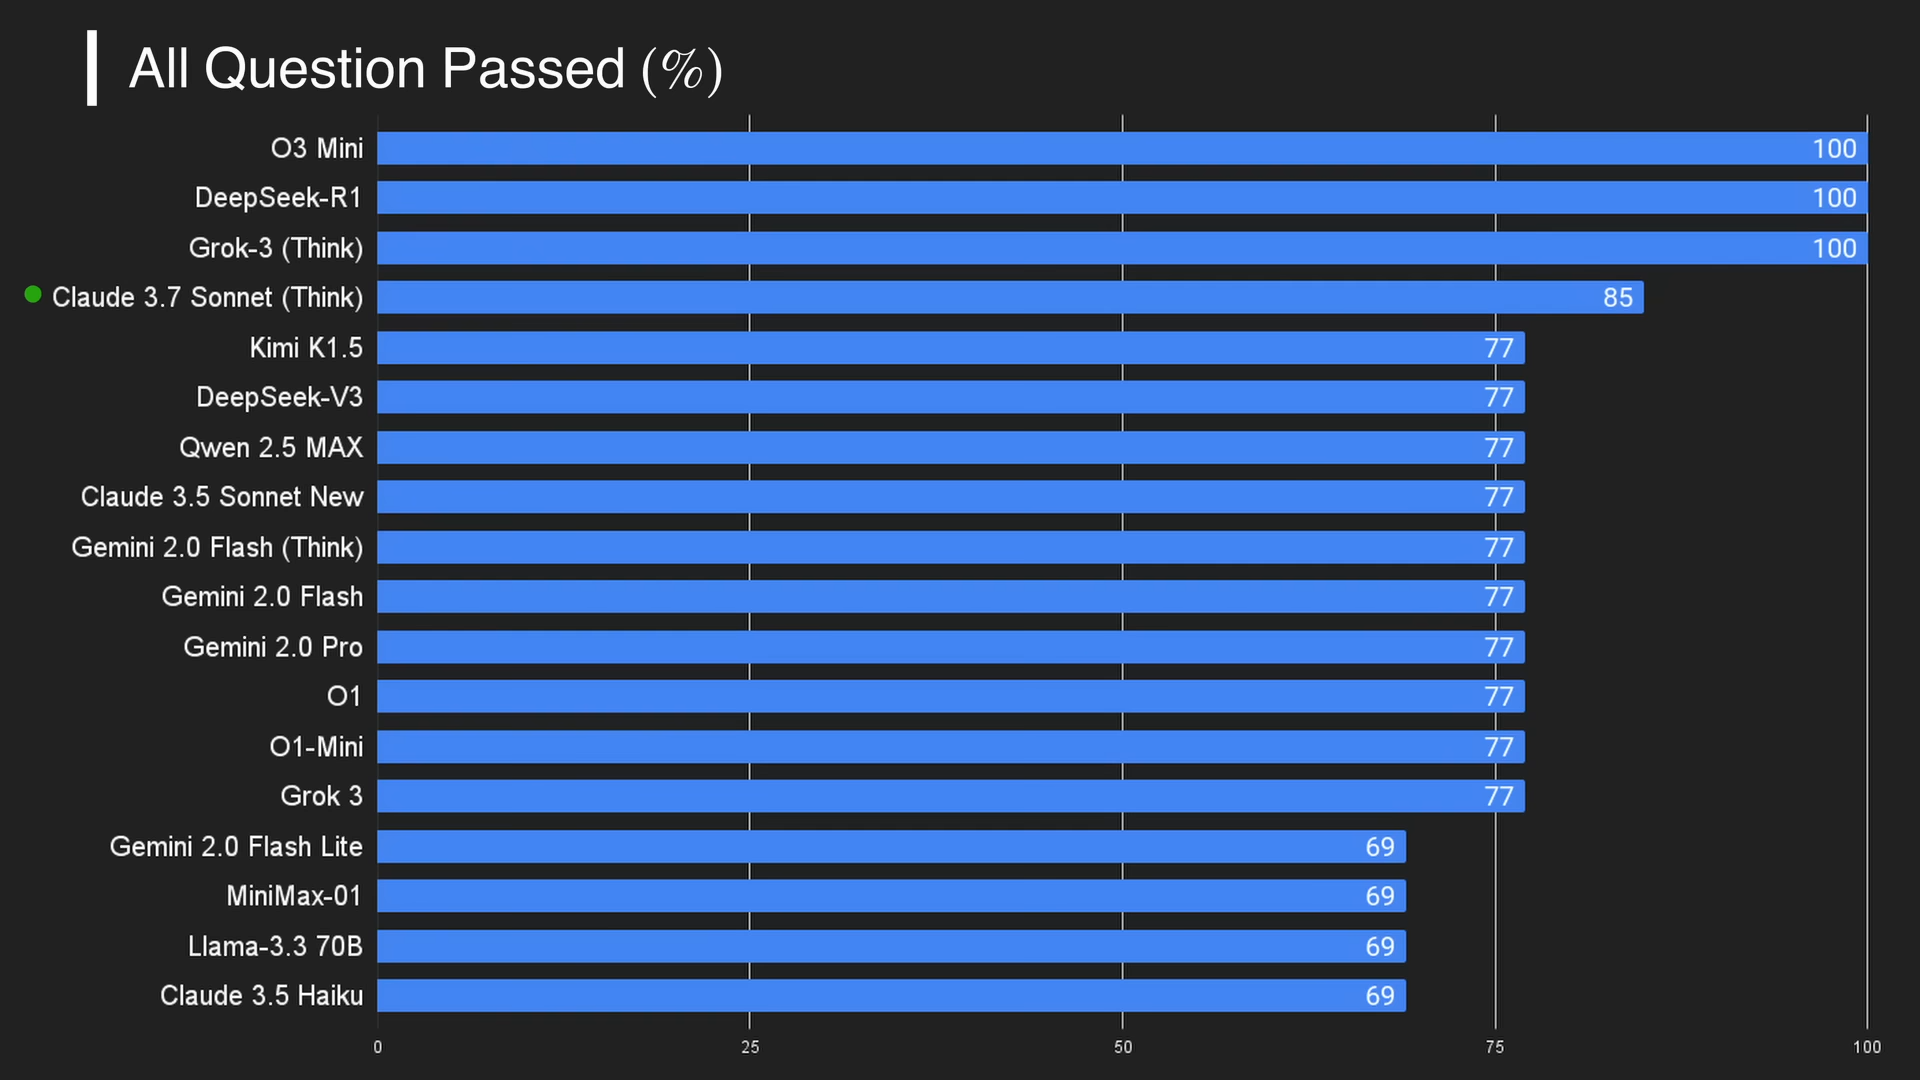 All Question Passed (%)
O3 Mini 100
DeepSeek-R1 100
Grok-3 (Think) 100
Claude 3.7 Sonnet (Think) 85
Kimi K1.5 77
DeepSeek-V3 77
Qwen 2.5 MAX 77
Claude 3.5 Sonnet New 77
Gemini 2.0 Flash (Think) 77
Gemini 2.0 Flash 77
Gemini 2.0 Pro 77
O1 77
O1-Mini 77
Grok 3 77
Gemini 2.0 Flash Lite 69
MiniMax-01 69
Llama-3.3 70B 69
Claude 3.5 Haiku 69
0 25 50 75 100